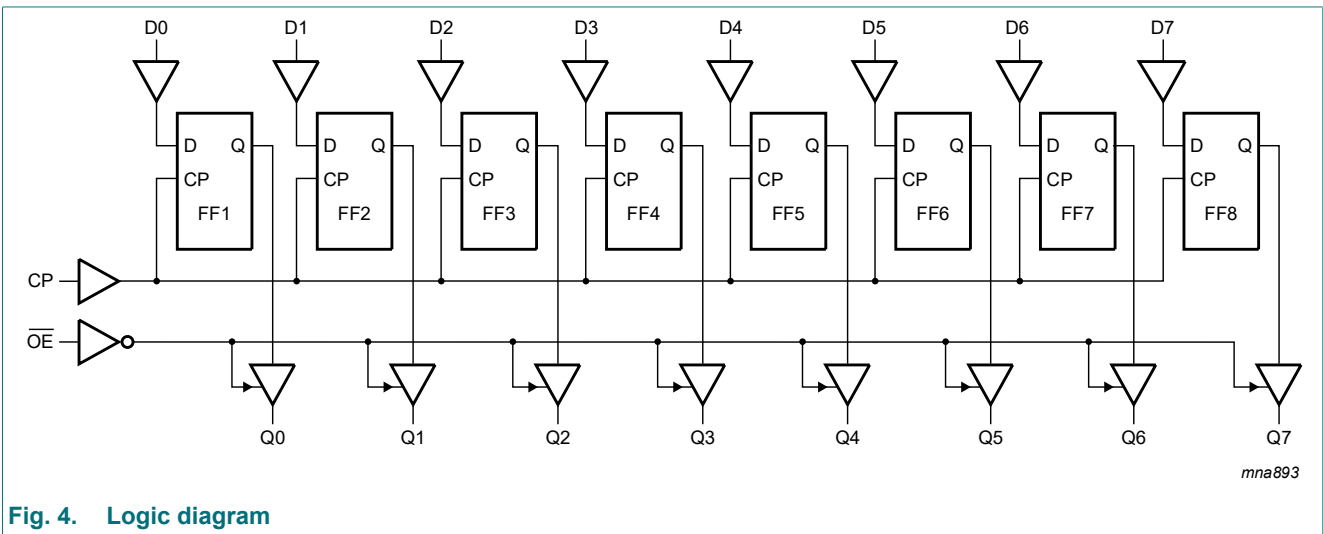 D0 D1 D2 D3 D4 D5 D6 D7
D Q D Q D Q D Q D Q D Q D Q D Q
CP CP CP CP CP CP CP CP
FF1 FF2 FF3 FF4 FF5 FF6 FF7 FF8
CP
O̅E̅
Q0 Q1 Q2 Q3 Q4 Q5 Q6 Q7
mna893
Fig. 4. Logic diagram